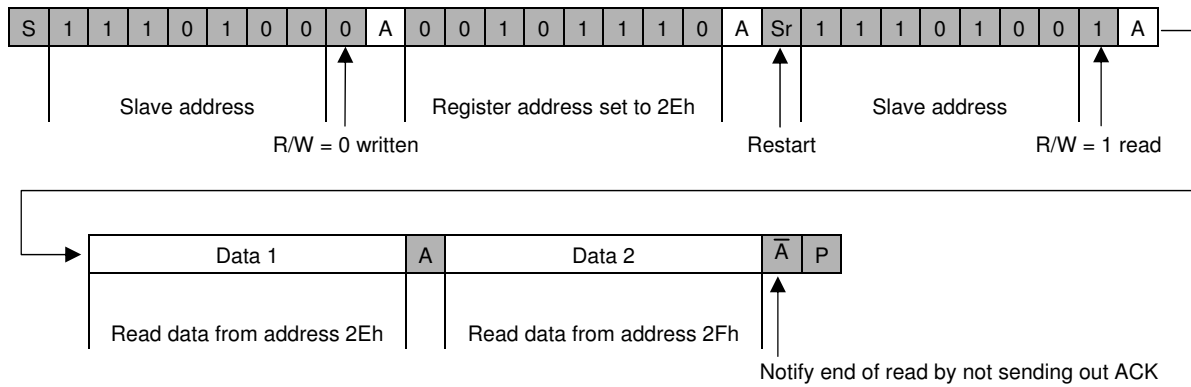 S 1 1 1 0 1 0 0 0 A 0 0 1 0 1 1 1 0 A Sr 1 1 1 0 1 0 0 1 A
Slave address Register address set to 2Eh Slave address
R/W = 0 written Restart R/W = 1 read
Data 1 A Data 2 A̅ P
Read data from address 2Eh Read data from address 2Fh
Notify end of read by not sending out ACK